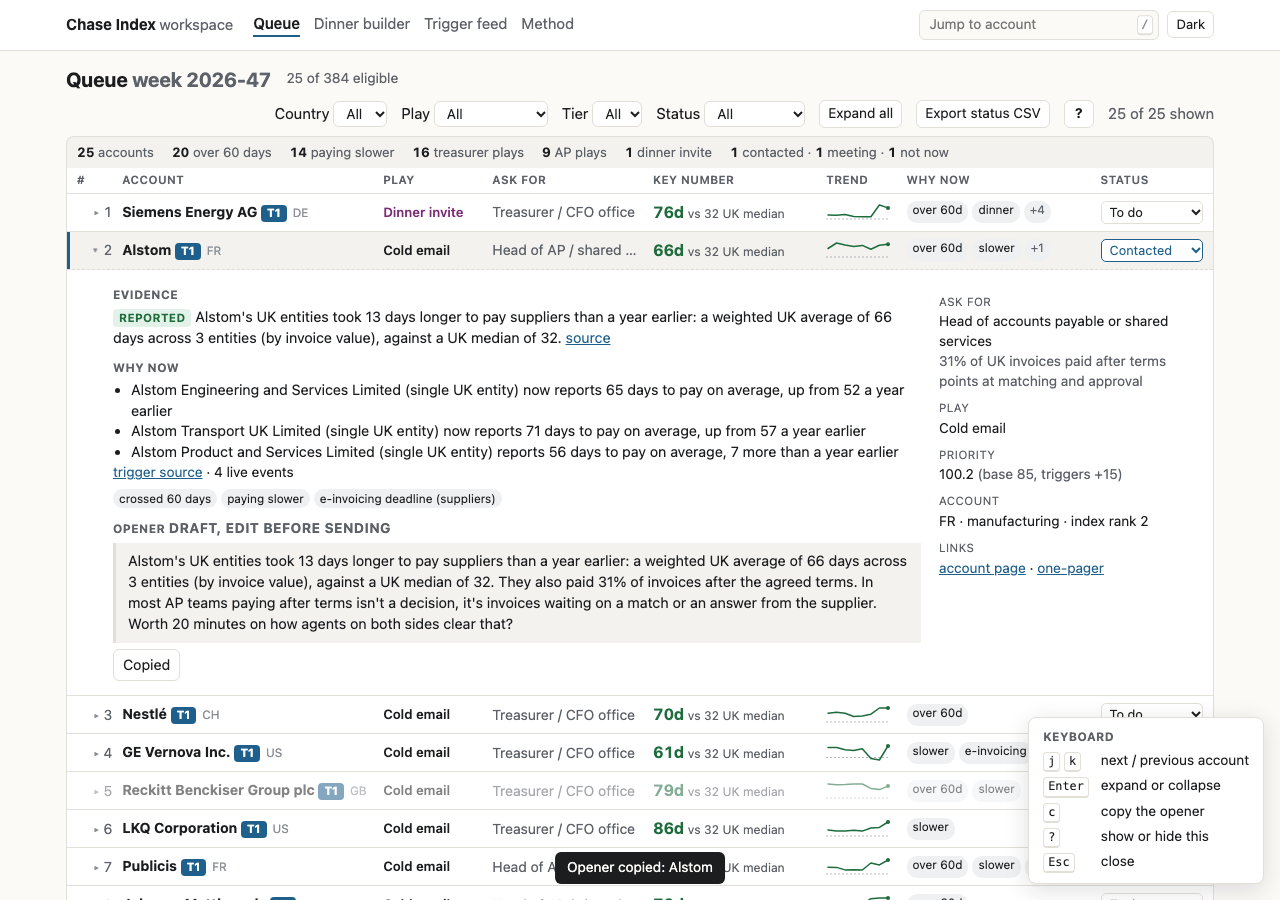 Chase Index workspace Queue Dinner builder Trigger feed Method Jump to account / Dark
Queue week 2026-47 25 of 384 eligible
Country All Play All Tier All Status All Expand all Export status CSV ? 25 of 25 shown
25 accounts 20 over 60 days 14 paying slower 16 treasurer plays 9 AP plays 1 dinner invite 1 contacted · 1 meeting · 1 not now
# ACCOUNT PLAY ASK FOR KEY NUMBER TREND WHY NOW STATUS
1 Siemens Energy AG T1 DE Dinner invite Treasurer / CFO office 76d vs 32 UK median over 60d dinner +4 To do
2 Alstom T1 FR Cold email Head of AP / shared ... 66d vs 32 UK median over 60d slower +1 Contacted
EVIDENCE
REPORTED Alstom's UK entities took 13 days longer to pay suppliers than a year earlier: a weighted UK average of 66
days across 3 entities (by invoice value), against a UK median of 32. source
WHY NOW
• Alstom Engineering and Services Limited (single UK entity) now reports 65 days to pay on average, up from 52 a year
earlier
• Alstom Transport UK Limited (single UK entity) now reports 71 days to pay on average, up from 57 a year earlier
• Alstom Product and Services Limited (single UK entity) reports 56 days to pay on average, 7 more than a year earlier
trigger source · 4 live events
crossed 60 days paying slower e-invoicing deadline (suppliers)
OPENER DRAFT, EDIT BEFORE SENDING
Alstom's UK entities took 13 days longer to pay suppliers than a year earlier: a weighted UK average of 66 days across
3 entities (by invoice value), against a UK median of 32. They also paid 31% of invoices after the agreed terms. In
most AP teams paying after terms isn't a decision, it's invoices waiting on a match or an answer from the supplier.
Worth 20 minutes on how agents on both sides clear that?
Copied
ASK FOR
Head of accounts payable or shared
services
31% of UK invoices paid after terms
points at matching and approval
PLAY
Cold email
PRIORITY
100.2 (base 85, triggers +15)
ACCOUNT
FR · manufacturing · index rank 2
LINKS
account page · one-pager
3 Nestlé T1 CH Cold email Treasurer / CFO office 70d vs 32 UK median over 60d To do
4 GE Vernova Inc. T1 US Cold email Treasurer / CFO office 61d vs 32 UK median slower e-invoicing
5 Reckitt Benckiser Group plc T1 GB Cold email Treasurer / CFO office 79d vs 32 UK median over 60d slower
6 LKQ Corporation T1 US Cold email Treasurer / CFO office 86d vs 32 UK median slower
7 Publicis T1 FR Cold email Head of A UK median over 60d slower
Opener copied: Alstom
KEYBOARD
j k next / previous account
Enter expand or collapse
c copy the opener
? show or hide this
Esc close